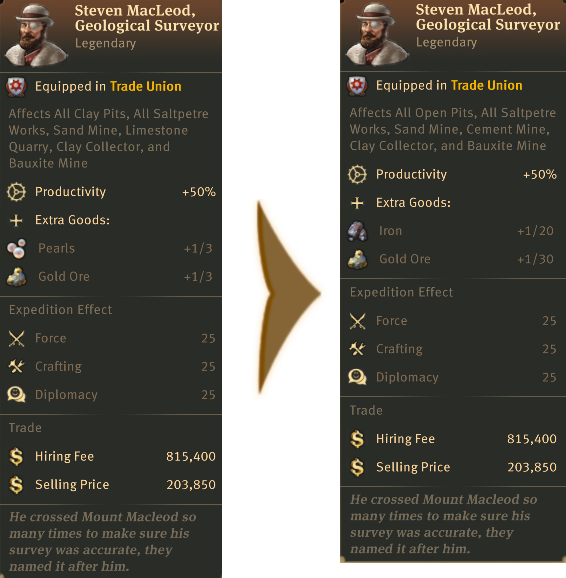 Steven MacLeod,
Geological Surveyor
Legendary
Equipped in Trade Union
Affects All Clay Pits, All Saltpetre
Works, Sand Mine, Limestone
Quarry, Clay Collector, and
Bauxite Mine
Productivity +50%
Extra Goods:
Pearls +1/3
Gold Ore +1/3
Expedition Effect
Force 25
Crafting 25
Diplomacy 25
Trade
Hiring Fee 815,400
Selling Price 203,850
He crossed Mount Macleod so
many times to make sure his
survey was accurate, they
named it after him.
Steven MacLeod,
Geological Surveyor
Legendary
Equipped in Trade Union
Affects All Open Pits, All Saltpetre
Works, Sand Mine, Cement Mine,
Clay Collector, and Bauxite Mine
Productivity +50%
Extra Goods:
Iron +1/20
Gold Ore +1/30
Expedition Effect
Force 25
Crafting 25
Diplomacy 25
Trade
Hiring Fee 815,400
Selling Price 203,850
He crossed Mount Macleod so
many times to make sure his
survey was accurate, they
named it after him.